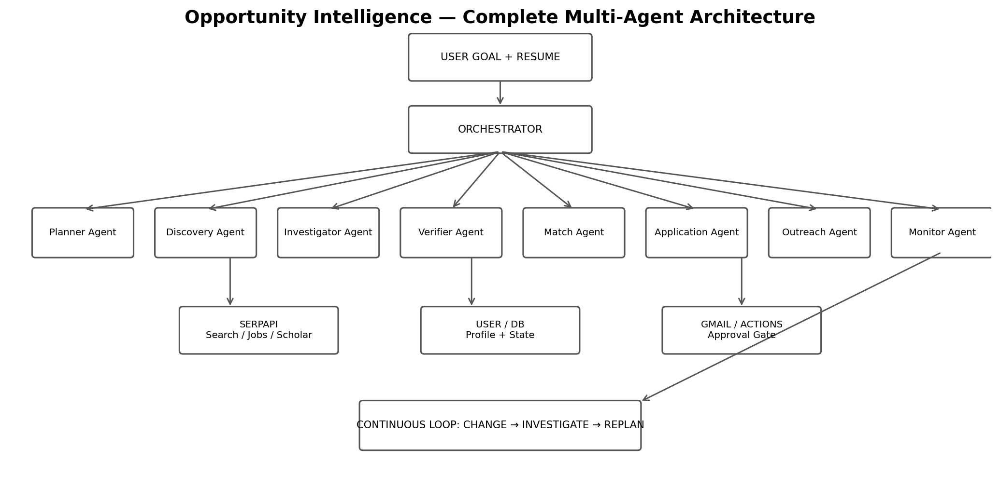 Opportunity Intelligence — Complete Multi-Agent Architecture
USER GOAL + RESUME
ORCHESTRATOR
Planner Agent
Discovery Agent
Investigator Agent
Verifier Agent
Match Agent
Application Agent
Outreach Agent
Monitor Agent
SERPAPI
Search / Jobs / Scholar
USER / DB
Profile + State
GMAIL / ACTIONS
Approval Gate
CONTINUOUS LOOP: CHANGE → INVESTIGATE → REPLAN